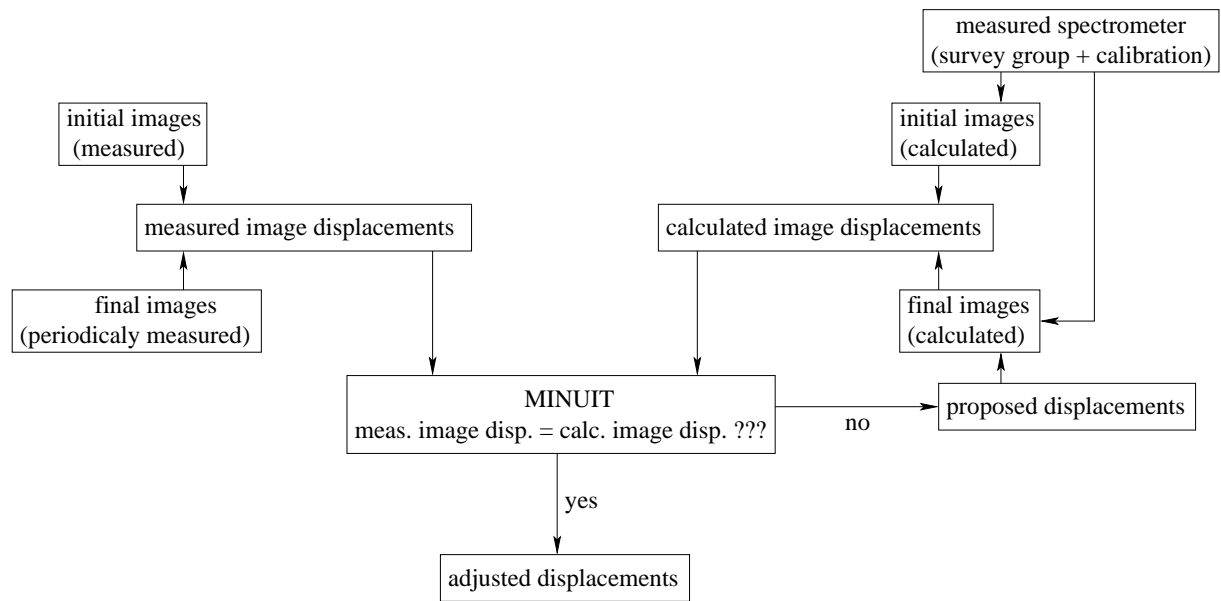 measured spectrometer
(survey group + calibration)
initial images
(measured)
initial images
(calculated)
measured image displacements
calculated image displacements
final images
(periodicaly measured)
final images
(calculated)
MINUIT
meas. image disp. = calc. image disp. ???
no
proposed displacements
yes
adjusted displacements